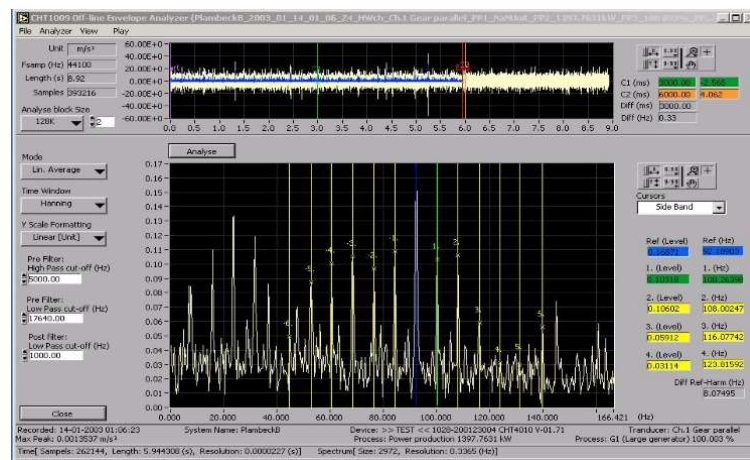 CHT1009 Off-line Envelope Analyzer
File Analyzer View Play
Unit m/s²
Fsamp (Hz) 44100
Length (s) 8.92
Samples 393216
Analyse block Size
128K 2
60.00E+0
40.00E+0
20.00E+0
0.00E+0
-20.00E+0
-40.00E+0
-60.00E+0
0.0 0.5 1.0 1.5 2.0 2.5 3.0 3.5 4.0 4.5 5.0 5.5 6.0 6.5 7.0 7.5 8.0 8.5 9.0
C1 (ms) 3000.00 -2.565
C2 (ms) 6000.00 4.062
Diff (ms) 3000.00
Diff (Hz) 0.33
Analyse
Mode
Lin. Average
Time Window
Hanning
Y Scale Formatting
Linear [Unit]
Pre Filter:
High Pass cut-off (Hz)
5000.00
Pre Filter:
Low Pass cut-off (Hz)
17640.00
Post filter:
Low Pass cut-off (Hz)
1000.00
Close
0.17
0.16
0.15
0.14
0.13
0.12
0.11
0.10
0.09
0.08
0.07
0.06
0.05
0.04
0.03
0.02
0.01
0.00
0.000 20.000 40.000 60.000 80.000 100.000 120.000 140.000 166.421 (Hz)
Cursors
Side Band
Ref (Level) Ref (Hz)
1. (Level) 1. (Hz)
0.10318
2. (Level) 2. (Hz)
0.10602 108.00247
3. (Level) 3. (Hz)
0.05912 116.07742
4. (Level) 4. (Hz)
0.03114 123.81592
Diff Ref-Harm (Hz)
8.07495
Recorded: 14-01-2003 01:06:23 System Name: PlambeckB Device: >> TEST << 1028-200123004 CHT4010 V-01.71 Tranducer: Ch.1 Gear parallel
Max Peak: 0.0013537 m/s² Process: Power production 1397.7631 kW Process: G1 (Large generator) 100.003 %
Time[ Sampels: 262144, Length: 5.944308 (s), Resolution: 0.0000227 (s)] Spectrum[ Size: 2972, Resolution: 0.3365 (Hz)]